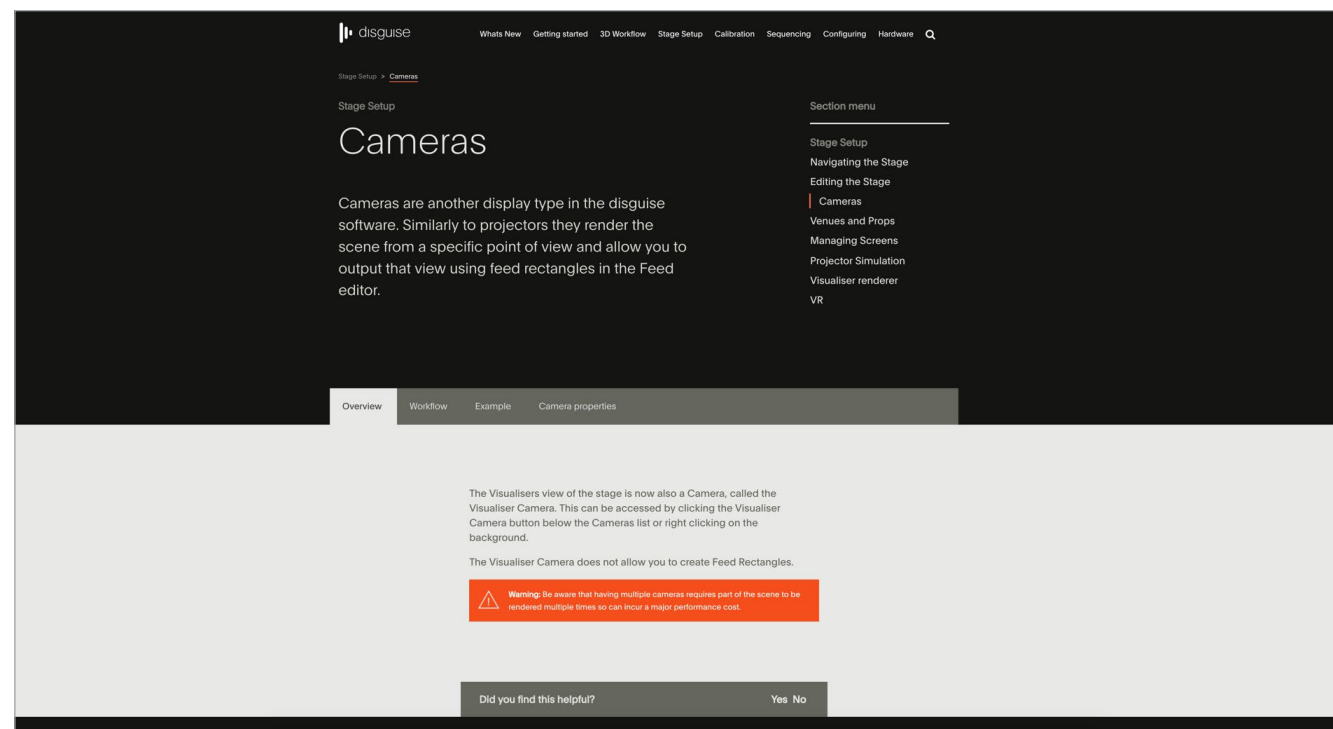 disguise
Whats New Getting started 3D Workflow Stage Setup Calibration Sequencing Configuring Hardware
Stage Setup > Cameras
Stage Setup
Cameras
Cameras are another display type in the disguise
software. Similarly to projectors they render the
scene from a specific point of view and allow you to
output that view using feed rectangles in the Feed
editor.
Section menu
Stage Setup
Navigating the Stage
Editing the Stage
Cameras
Venues and Props
Managing Screens
Projector Simulation
Visualiser renderer
VR
Overview Workflow Example Camera properties
The Visualisers view of the stage is now also a Camera, called the
Visualiser Camera. This can be accessed by clicking the Visualiser
Camera button below the Cameras list or right clicking on the
background.
The Visualiser Camera does not allow you to create Feed Rectangles.
Warning: Be aware that having multiple cameras requires part of the scene to be
rendered multiple times so can incur a major performance cost.
Did you find this helpful? Yes No